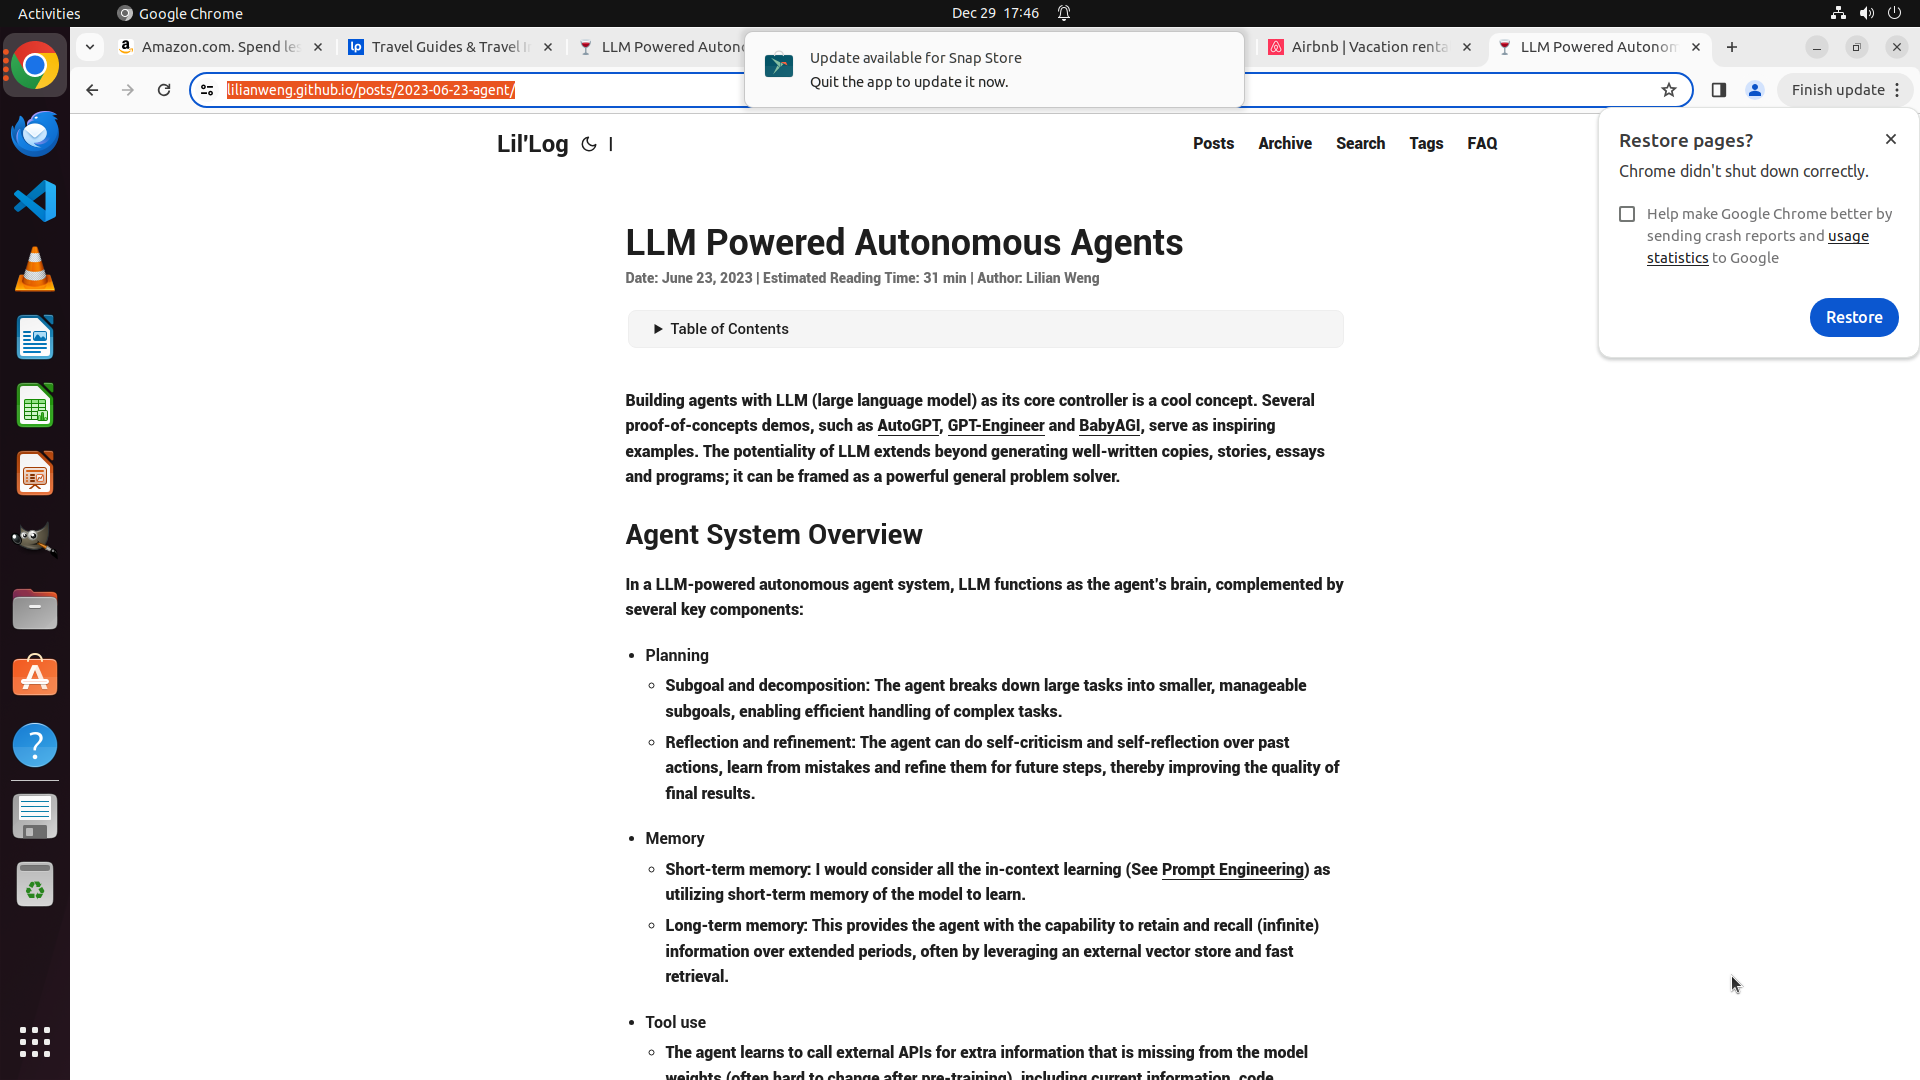 Activities
Google Chrome
Dec 29 17:46
Amazon.com. Spend les
Travel Guides & Travel I
LLM Powered Autono
Airbnb | Vacation renta
LLM Powered Autonom
Update available for Snap Store
Quit the app to update it now.
lilianweng.github.io/posts/2023-06-23-agent/
Finish update
Restore pages?
Chrome didn't shut down correctly.
Help make Google Chrome better by
sending crash reports and usage
statistics to Google
Restore
Lil'Log
|
Posts
Archive
Search
Tags
FAQ
LLM Powered Autonomous Agents
Date: June 23, 2023 | Estimated Reading Time: 31 min | Author: Lilian Weng
Table of Contents
Building agents with LLM (large language model) as its core controller is a cool concept. Several
proof-of-concepts demos, such as AutoGPT, GPT-Engineer and BabyAGI, serve as inspiring
examples. The potentiality of LLM extends beyond generating well-written copies, stories, essays
and programs; it can be framed as a powerful general problem solver.
Agent System Overview
In a LLM-powered autonomous agent system, LLM functions as the agent's brain, complemented by
several key components:
Planning
Subgoal and decomposition: The agent breaks down large tasks into smaller, manageable
subgoals, enabling efficient handling of complex tasks.
Reflection and refinement: The agent can do self-criticism and self-reflection over past
actions, learn from mistakes and refine them for future steps, thereby improving the quality of
final results.
Memory
Short-term memory: I would consider all the in-context learning (See Prompt Engineering) as
utilizing short-term memory of the model to learn.
Long-term memory: This provides the agent with the capability to retain and recall (infinite)
information over extended periods, often by leveraging an external vector store and fast
retrieval.
Tool use
The agent learns to call external APIs for extra information that is missing from the model
weights (often hard to change after pre-training), including current information, code